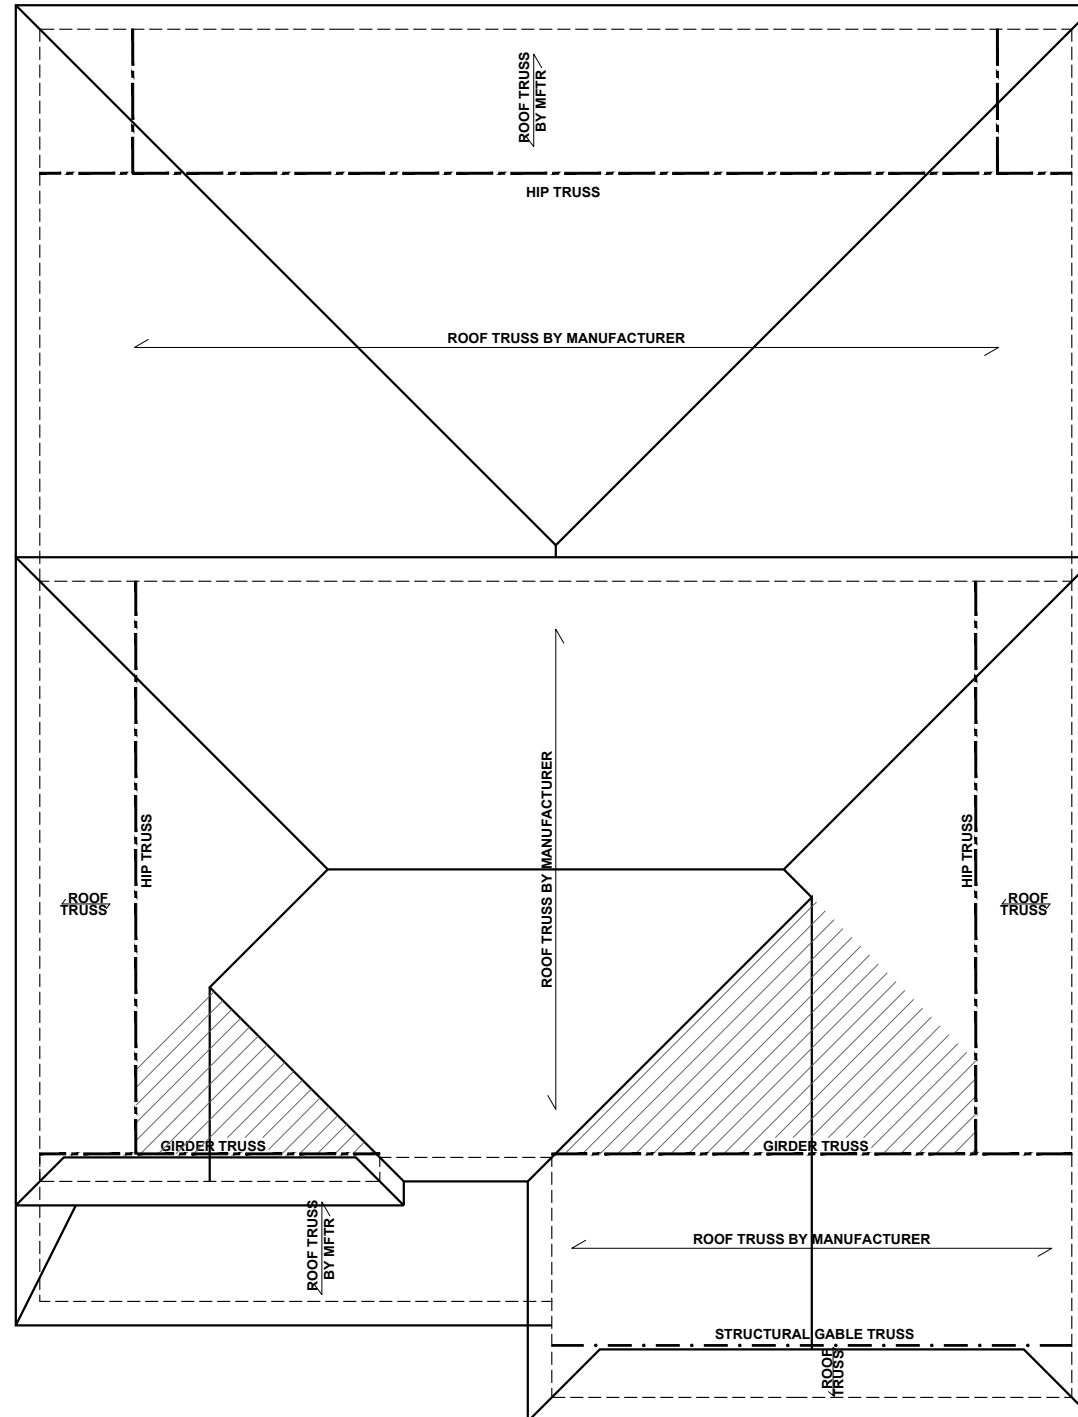 ROOF TRUSS
BY MFTR
HIP TRUSS
ROOF TRUSS BY MANUFACTURER
ROOF TRUSS BY MANUFACTURER
HIP TRUSS
HIP TRUSS
ROOF
TRUSS
ROOF
TRUSS
GIRDER TRUSS
GIRDER TRUSS
ROOF TRUSS
BY MFTR
ROOF TRUSS BY MANUFACTURER
STRUCTURAL GABLE TRUSS
ROOF
TRUSS